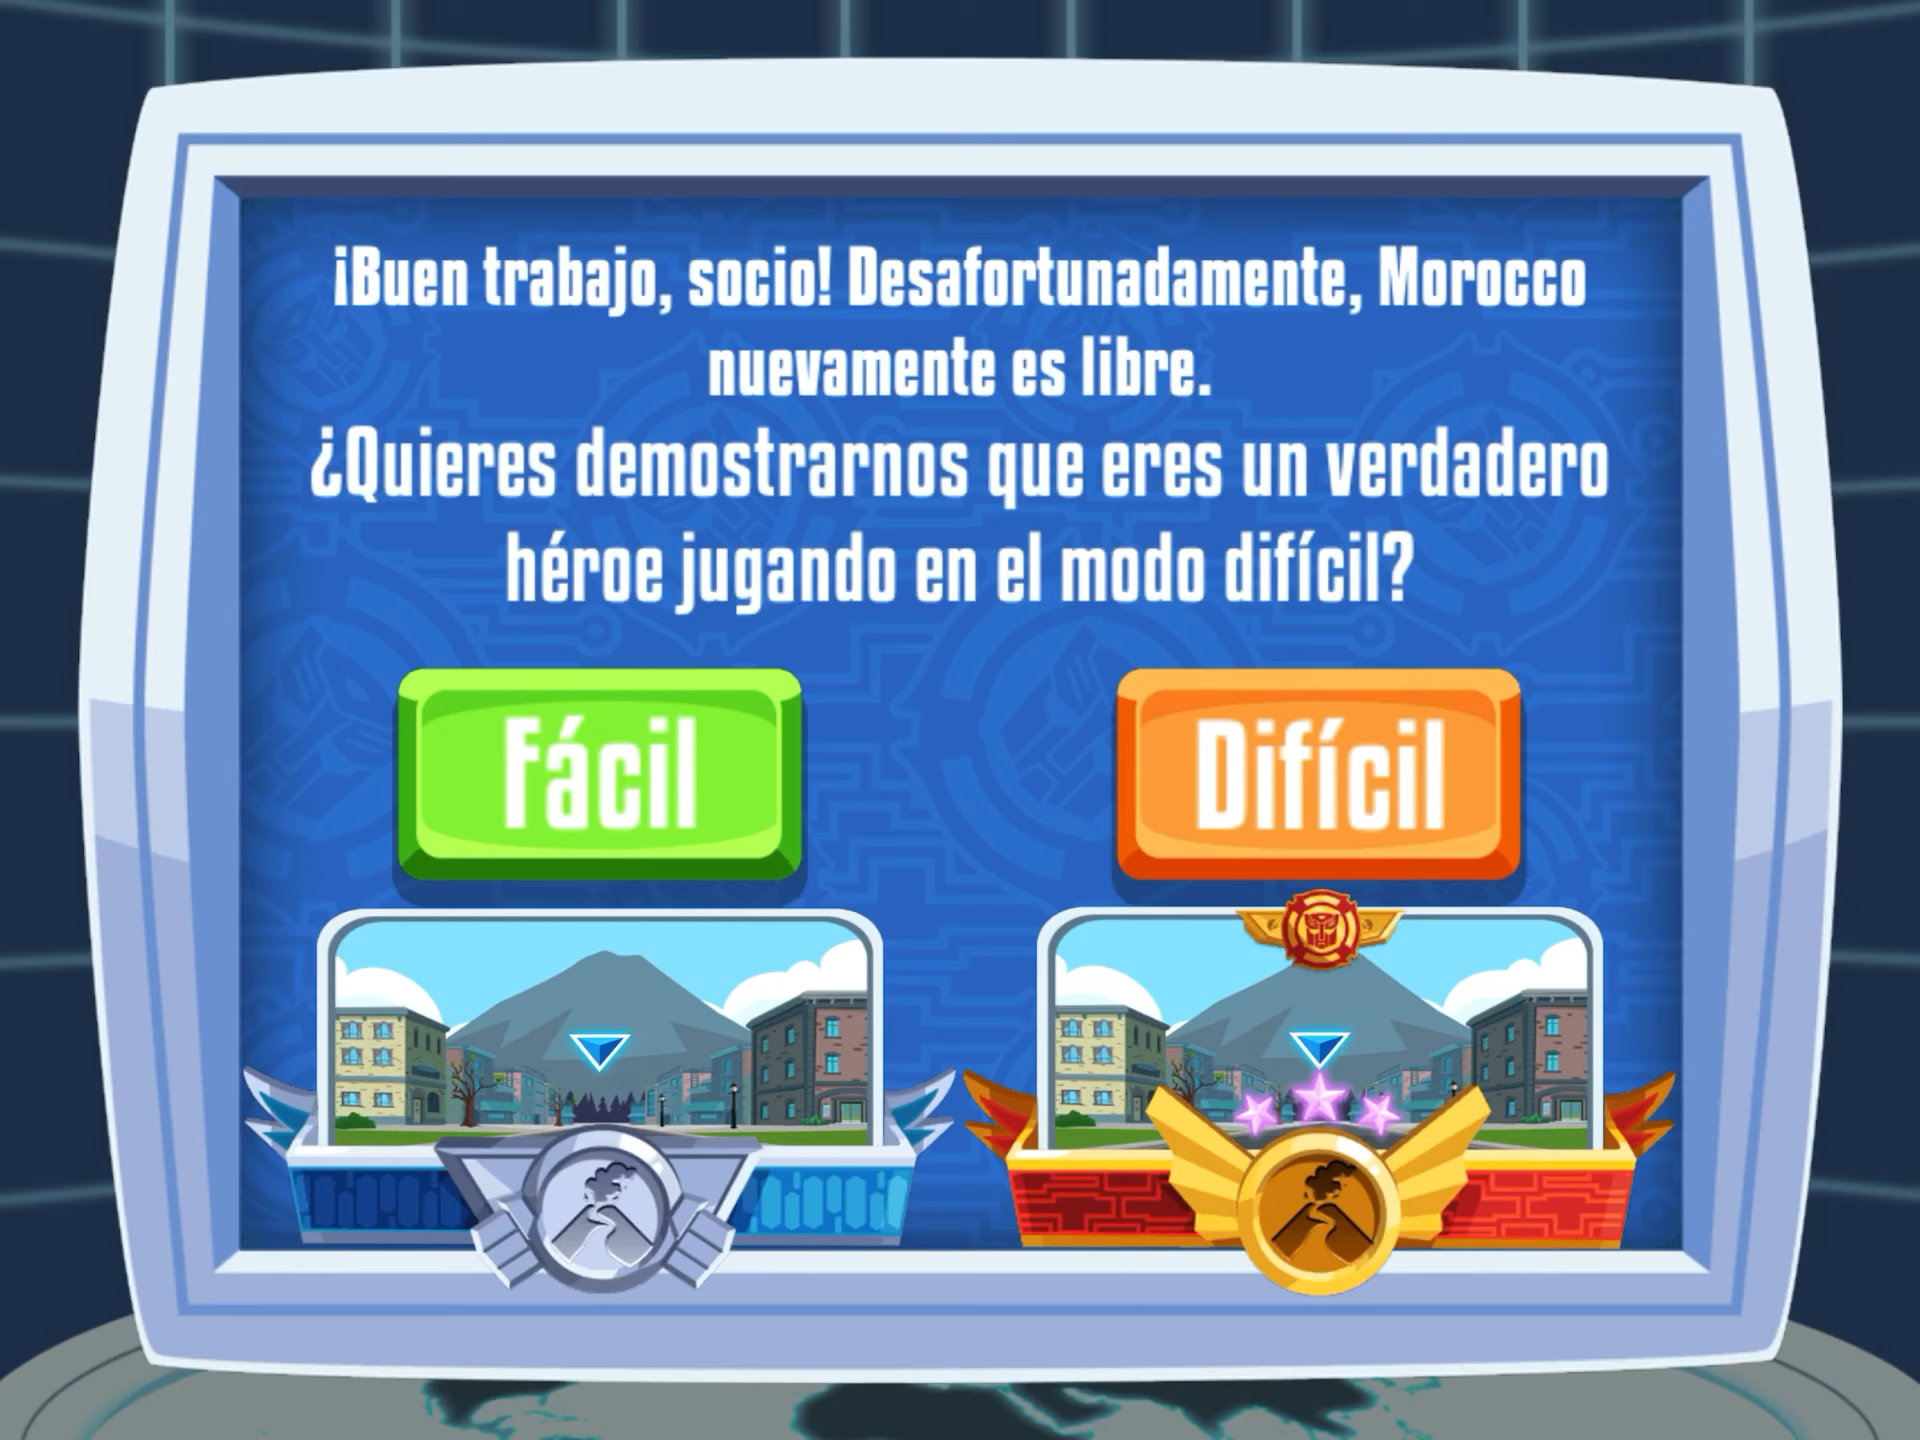 ¡Buen trabajo, socio! Desafortunadamente, Morocco
nuevamente es libre.
¿Quieres demostrarnos que eres un verdadero
héroe jugando en el modo difícil?
Fácil
Difícil